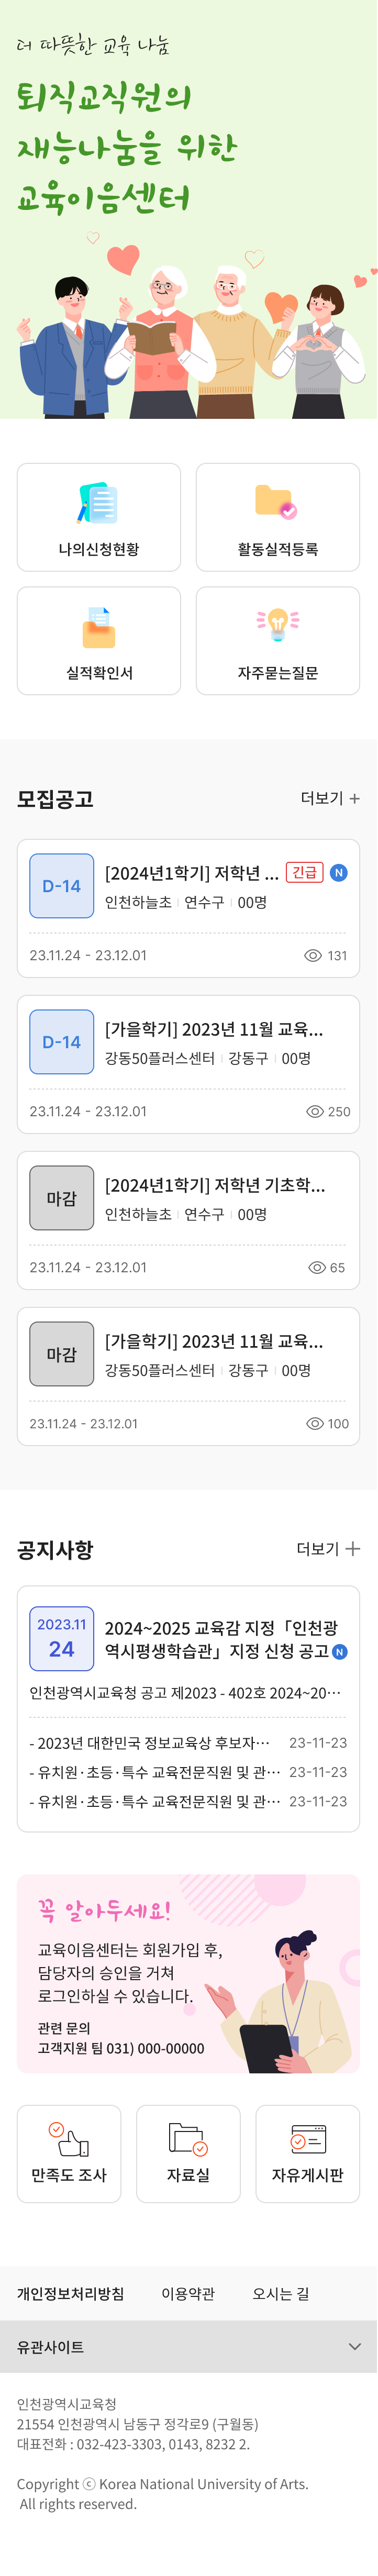 더 따뜻한 교육 나눔
퇴직교직원의
재능나눔을 위한
교육이음센터
나의신청현황
활동실적등록
실적확인서
자주묻는질문
모집공고
더보기 +
D-14
[2024년1학기] 저학년 ... 긴급 N
인천하늘초 | 연수구 | 00명
23.11.24 - 23.12.01
131
D-14
[가을학기] 2023년 11월 교육...
강동50플러스센터 | 강동구 | 00명
23.11.24 - 23.12.01
250
마감
[2024년1학기] 저학년 기초학...
인천하늘초 | 연수구 | 00명
23.11.24 - 23.12.01
65
마감
[가을학기] 2023년 11월 교육...
강동50플러스센터 | 강동구 | 00명
23.11.24 - 23.12.01
100
공지사항
더보기 +
2023.11
24
2024~2025 교육감 지정「인천광
역시평생학습관」지정 신청 공고 N
인천광역시교육청 공고 제2023 - 402호 2024~20…
- 2023년 대한민국 정보교육상 후보자… 23-11-23
- 유치원·초등·특수 교육전문직원 및 관… 23-11-23
- 유치원·초등·특수 교육전문직원 및 관… 23-11-23
꼭 알아두세요!
교육이음센터는 회원가입 후,
담당자의 승인을 거쳐
로그인하실 수 있습니다.
관련 문의
고객지원 팀 031) 000-00000
만족도 조사
자료실
자유게시판
개인정보처리방침
이용약관
오시는 길
유관사이트
인천광역시교육청
21554 인천광역시 남동구 정각로9 (구월동)
대표전화 : 032-423-3303, 0143, 8232 2.
Copyright ⓒ Korea National University of Arts.
All rights reserved.